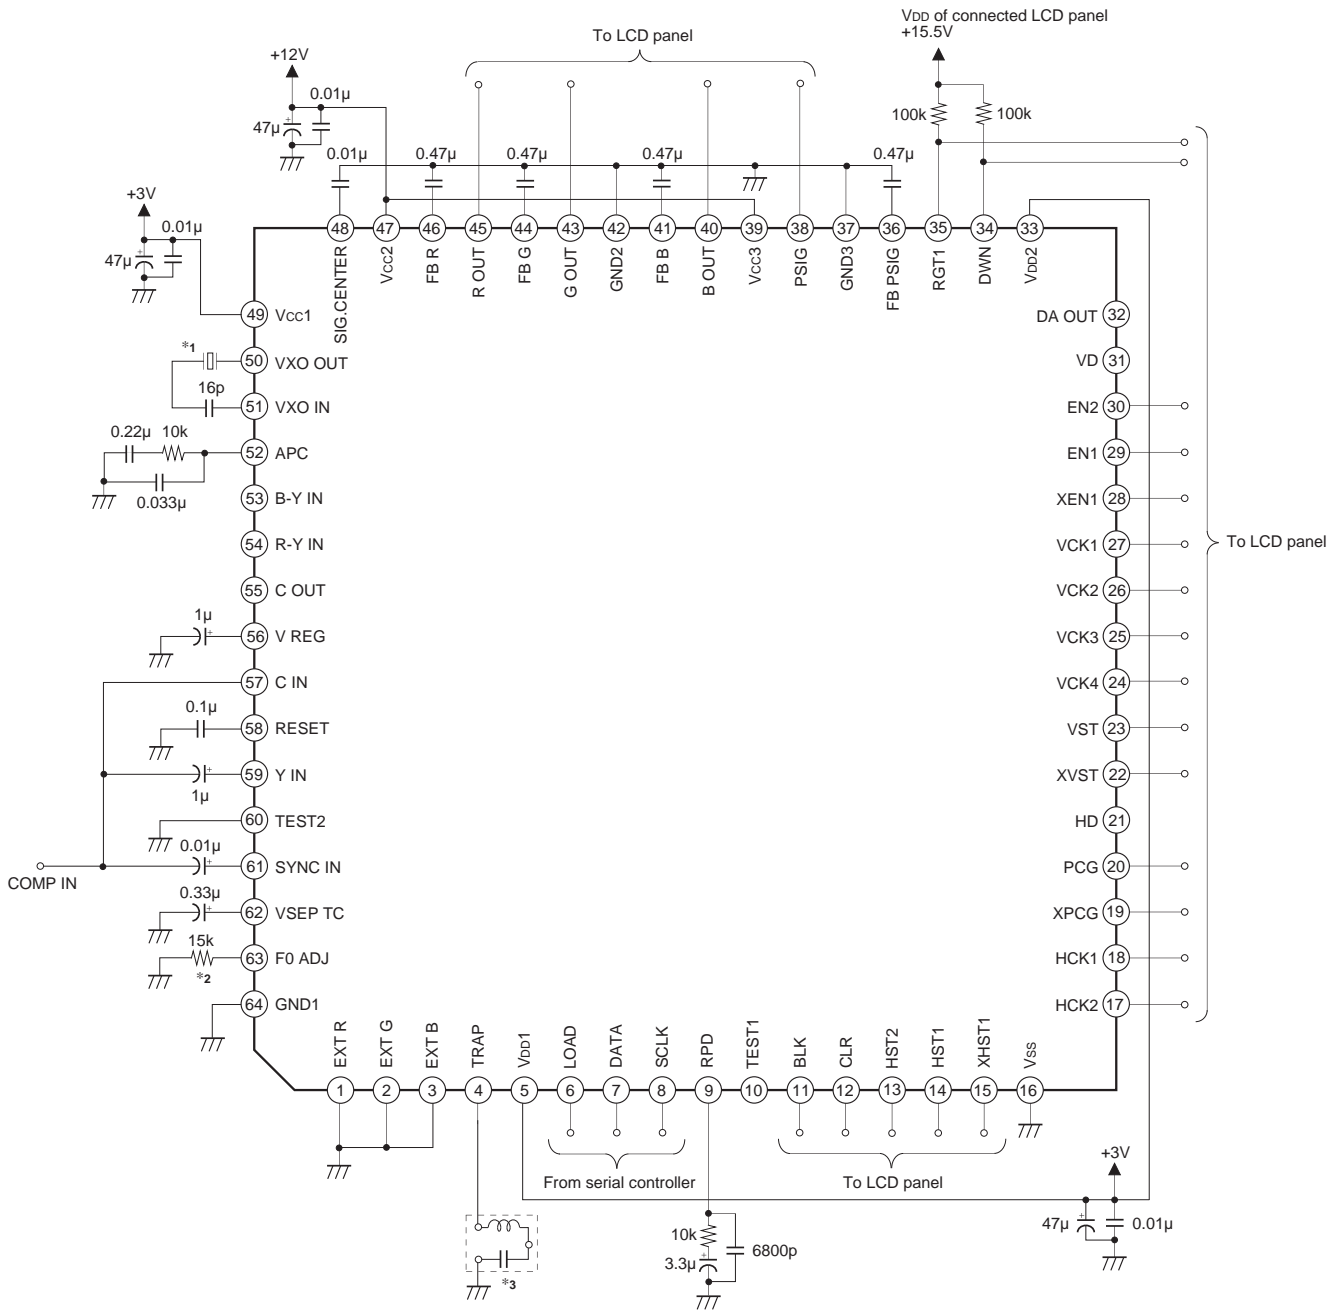 VDD of connected LCD panel
+15.5V
To LCD panel
+12V
0.01μ
47μ
100k
100k
0.01μ
0.47μ
0.47μ
0.47μ
0.47μ
+3V
0.01μ
47μ
48 47 46 45 44 43 42 41 40 39 38 37 36 35 34 33
SIG.CENTER
VCC2
FB R
R OUT
FB G
G OUT
GND2
FB B
B OUT
VCC3
PSIG
GND3
FB PSIG
RGT1
DWN
VDD2
49 VCC1
DA OUT 32
*1
50 VXO OUT
VD 31
16p
51 VXO IN
EN2 30
0.22μ 10k
52 APC
EN1 29
0.033μ
53 B-Y IN
XEN1 28
54 R-Y IN
VCK1 27
To LCD panel
55 C OUT
VCK2 26
1μ
56 V REG
VCK3 25
57 C IN
VCK4 24
0.1μ
58 RESET
VST 23
59 Y IN
1μ
XVST 22
60 TEST2
HD 21
0.01μ
61 SYNC IN
COMP IN
PCG 20
0.33μ
62 VSEP TC
XPCG 19
15k
*2
63 F0 ADJ
HCK1 18
64 GND1
HCK2 17
EXT R
EXT G
EXT B
TRAP
VDD1
LOAD
DATA
SCLK
RPD
TEST1
BLK
CLR
HST2
HST1
XHST1
VSS
1 2 3 4 5 6 7 8 9 10 11 12 13 14 15 16
From serial controller
To LCD panel
+3V
47μ
0.01μ
*3
10k
3.3μ
6800p